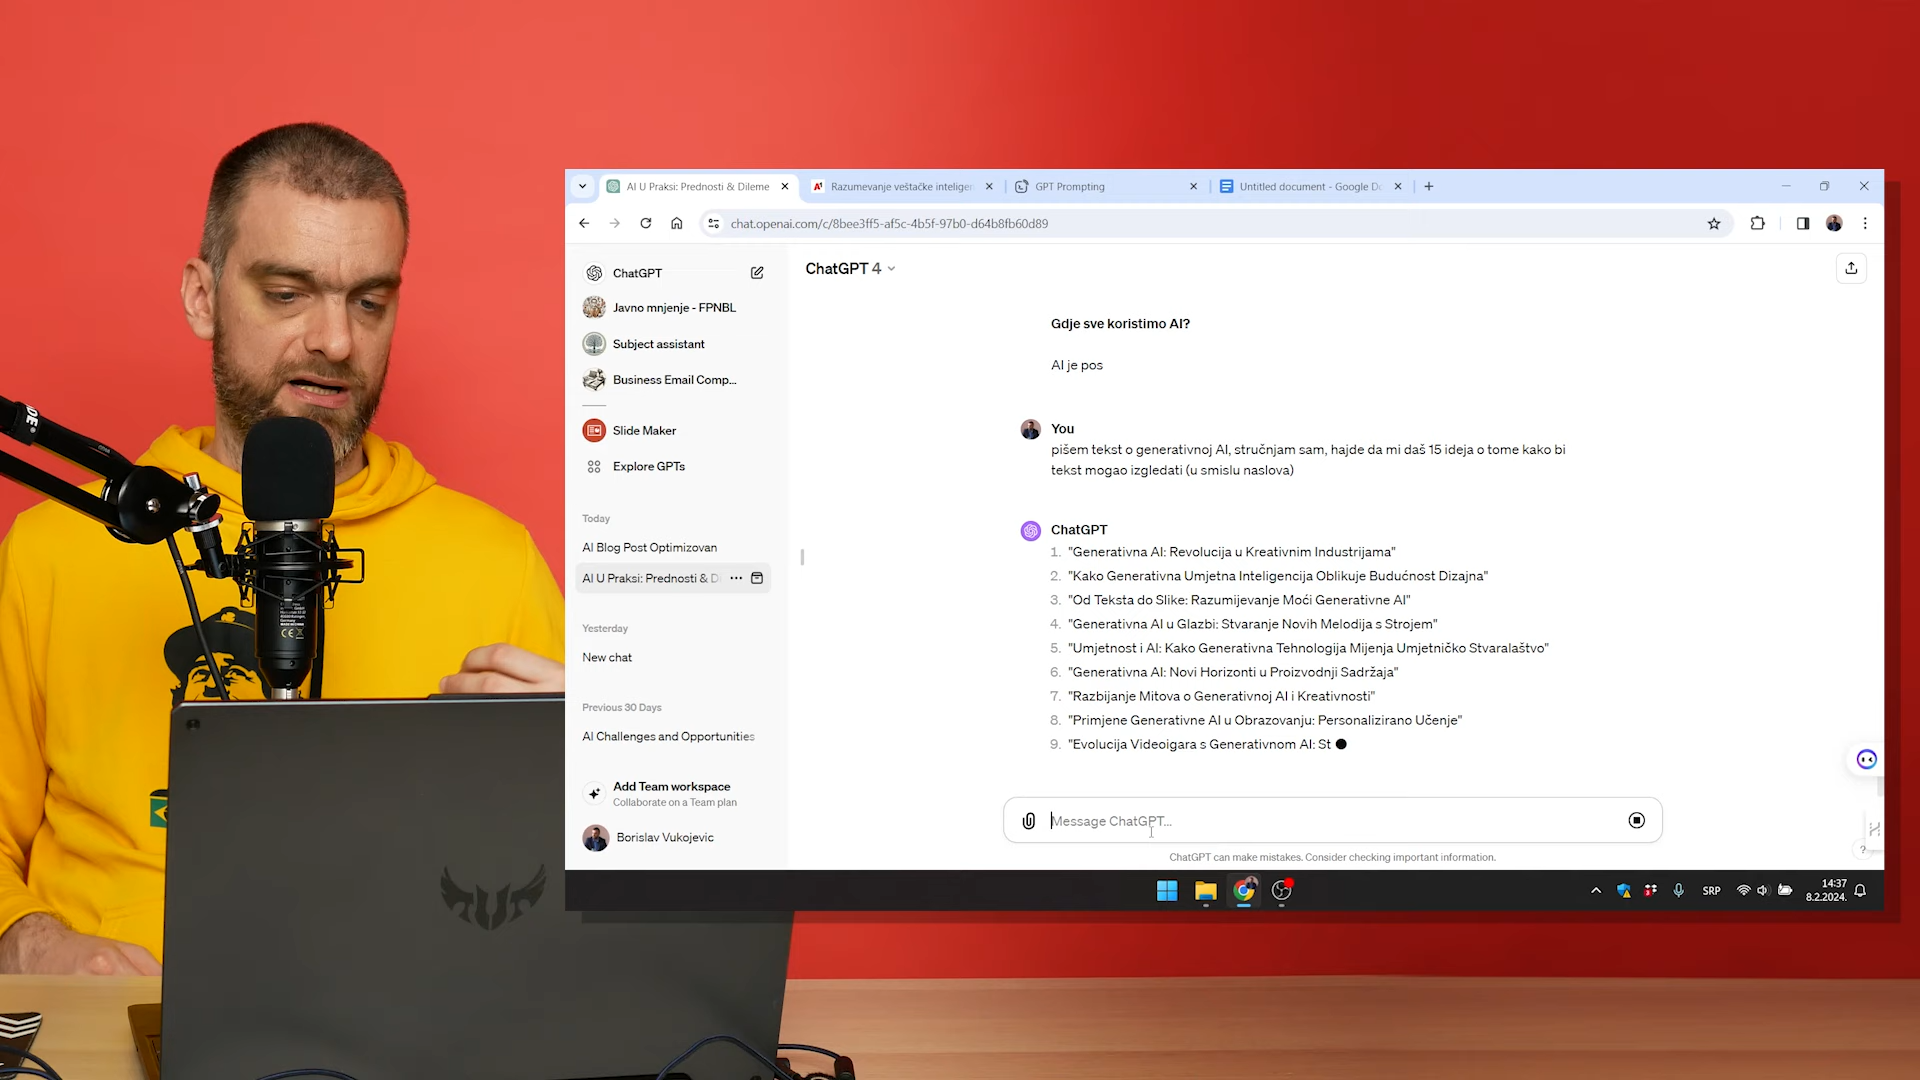 AI U Praksi: Prednosti & Dileme
Razumevanje veštačke inteliger
GPT Prompting
Untitled document - Google Do
chat.openai.com/c/8bee3ff5-af5c-4b5f-97b0-d64b8fb60d89
ChatGPT
Javno mnjenje - FPNBL
Subject assistant
Business Email Comp...
Slide Maker
Explore GPTs
Today
AI Blog Post Optimizovan
AI U Praksi: Prednosti & Di
Yesterday
New chat
Previous 30 Days
AI Challenges and Opportunities
Add Team workspace
Collaborate on a Team plan
Borislav Vukojevic
ChatGPT 4
Gdje sve koristimo AI?
AI je pos
You
pišem tekst o generativnoj AI, stručnjam sam, hajde da mi daš 15 ideja o tome kako bi
tekst mogao izgledati (u smislu naslova)
ChatGPT
1. "Generativna AI: Revolucija u Kreativnim Industrijama"
2. "Kako Generativna Umjetna Inteligencija Oblikuje Budućnost Dizajna"
3. "Od Teksta do Slike: Razumijevanje Moći Generativne AI"
4. "Generativna AI u Glazbi: Stvaranje Novih Melodija s Strojem"
5. "Umjetnost i AI: Kako Generativna Tehnologija Mijenja Umjetničko Stvaralaštvo"
6. "Generativna AI: Novi Horizonti u Proizvodnji Sadržaja"
7. "Razbijanje Mitova o Generativnoj AI i Kreativnosti"
8. "Primjene Generativne AI u Obrazovanju: Personalizirano Učenje"
9. "Evolucija Videoigara s Generativnom AI: St
Message ChatGPT...
ChatGPT can make mistakes. Consider checking important information.
?
SRP
14:37
8.2.2024.